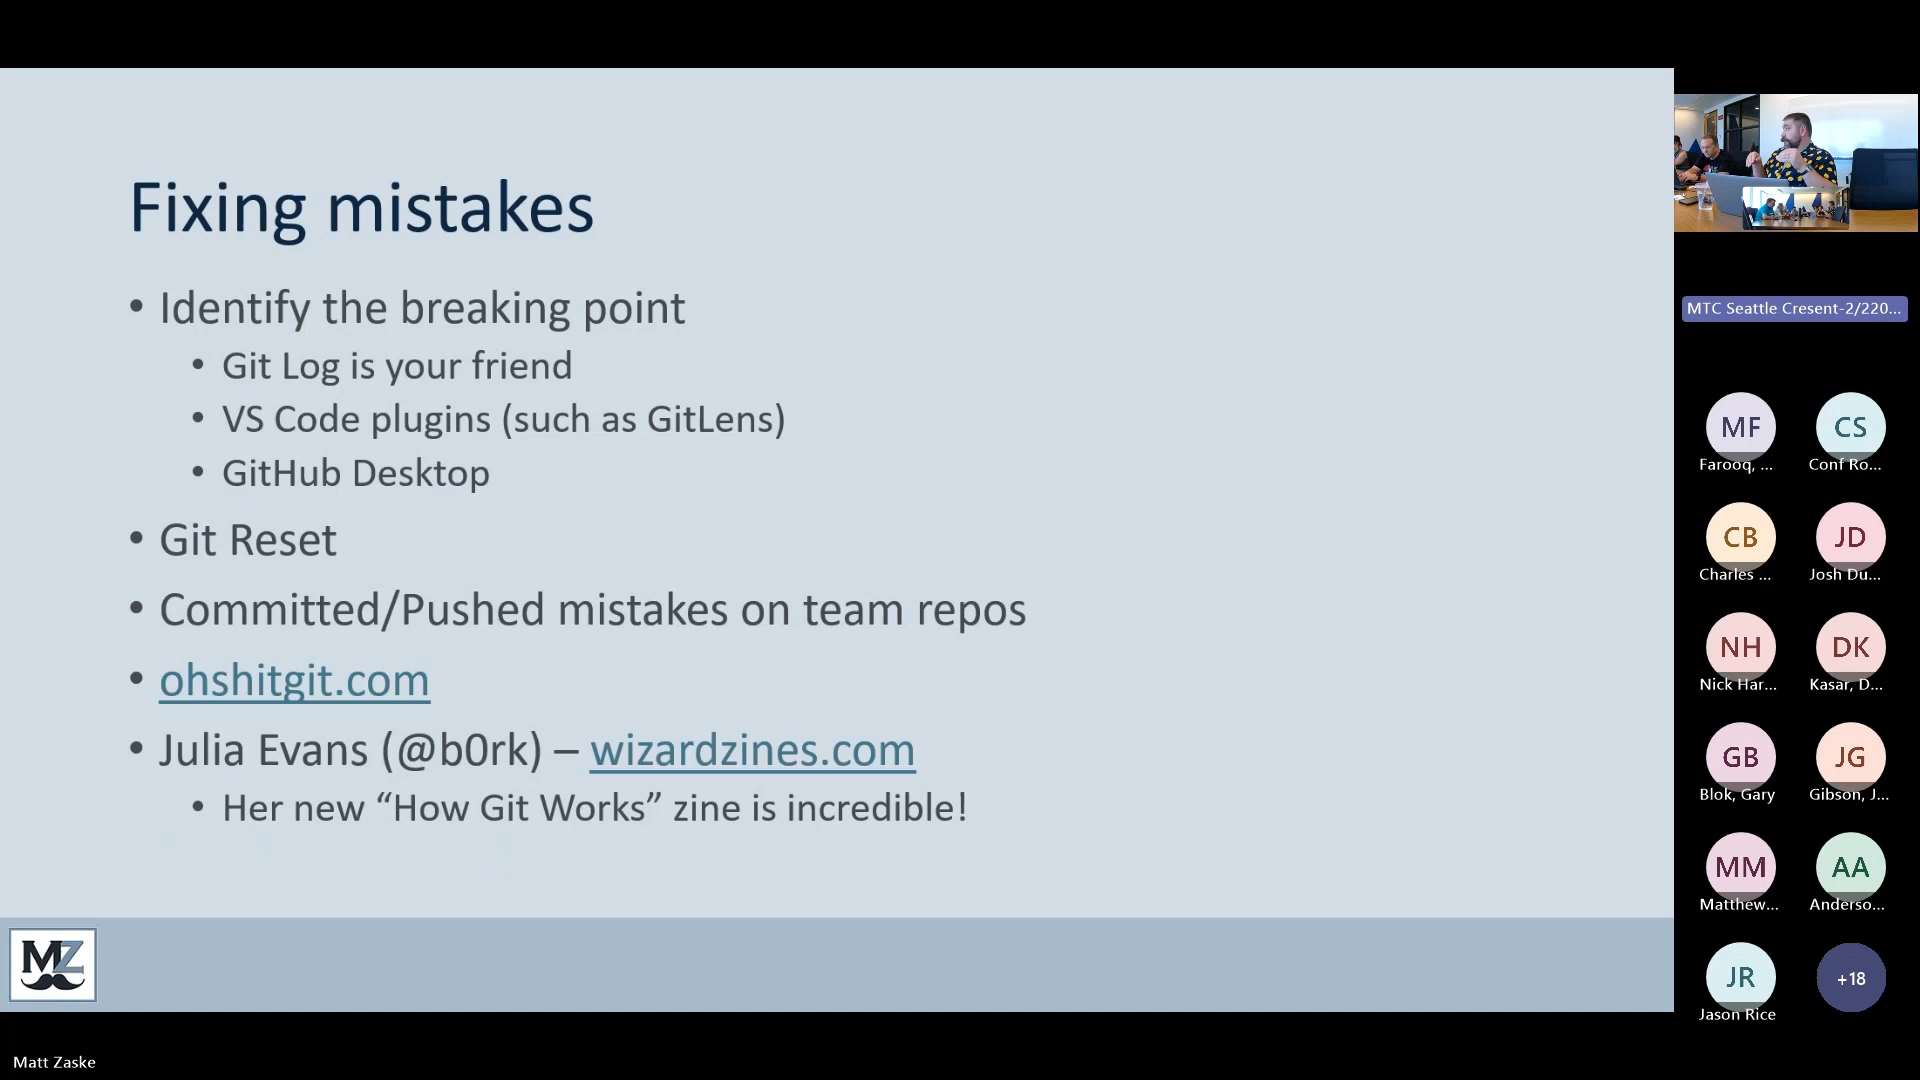 Fixing mistakes
• Identify the breaking point
• Git Log is your friend
• VS Code plugins (such as GitLens)
• GitHub Desktop
• Git Reset
• Committed/Pushed mistakes on team repos
• ohshitgit.com
• Julia Evans (@b0rk) – wizardzines.com
• Her new “How Git Works” zine is incredible!
MZ
Matt Zaske
MTC Seattle Cresent-2/220...
MF
Farooq, ...
CS
Conf Ro...
CB
Charles ...
JD
Josh Du...
NH
Nick Har...
DK
Kasar, D...
GB
Blok, Gary
JG
Gibson, J...
MM
Matthew...
AA
Anderso...
JR
Jason Rice
+18